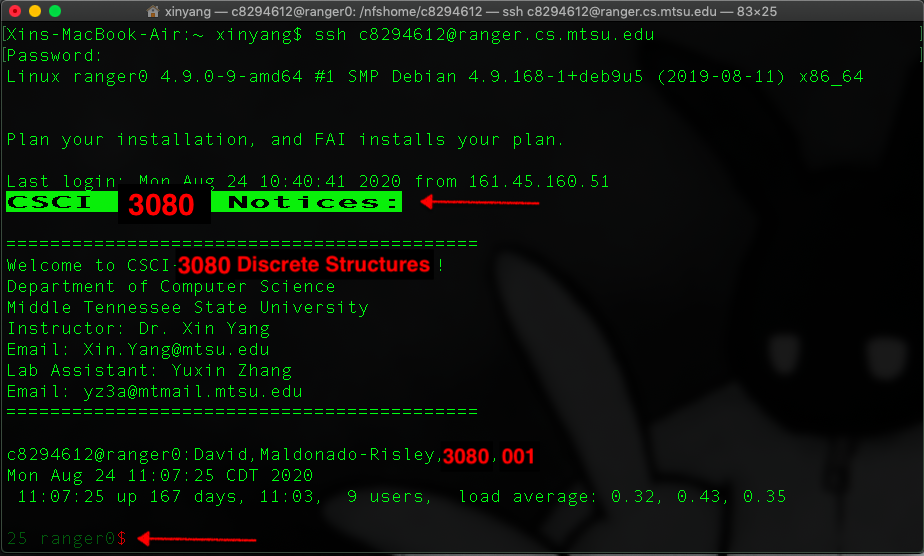 xinyang — c8294612@ranger0: /nfshome/c8294612 — ssh c8294612@ranger.cs.mtsu.edu — 83×25
[Xins-MacBook-Air:~ xinyang$ ssh c8294612@ranger.cs.mtsu.edu
[Password:
Linux ranger0 4.9.0-9-amd64 #1 SMP Debian 4.9.168-1+deb9u5 (2019-08-11) x86_64
Plan your installation, and FAI installs your plan.
Last login: Mon Aug 24 10:40:41 2020 from 161.45.160.51
CSCI 3080 Notices:
===========================================
Welcome to CSCI-3080 Discrete Structures !
Department of Computer Science
Middle Tennessee State University
Instructor: Dr. Xin Yang
Email: Xin.Yang@mtsu.edu
Lab Assistant: Yuxin Zhang
Email: yz3a@mtmail.mtsu.edu
===========================================
c8294612@ranger0:David,Maldonado-Risley,3080,001
Mon Aug 24 11:07:25 CDT 2020
11:07:25 up 167 days, 11:03, 9 users, load average: 0.32, 0.43, 0.35
25 ranger0$